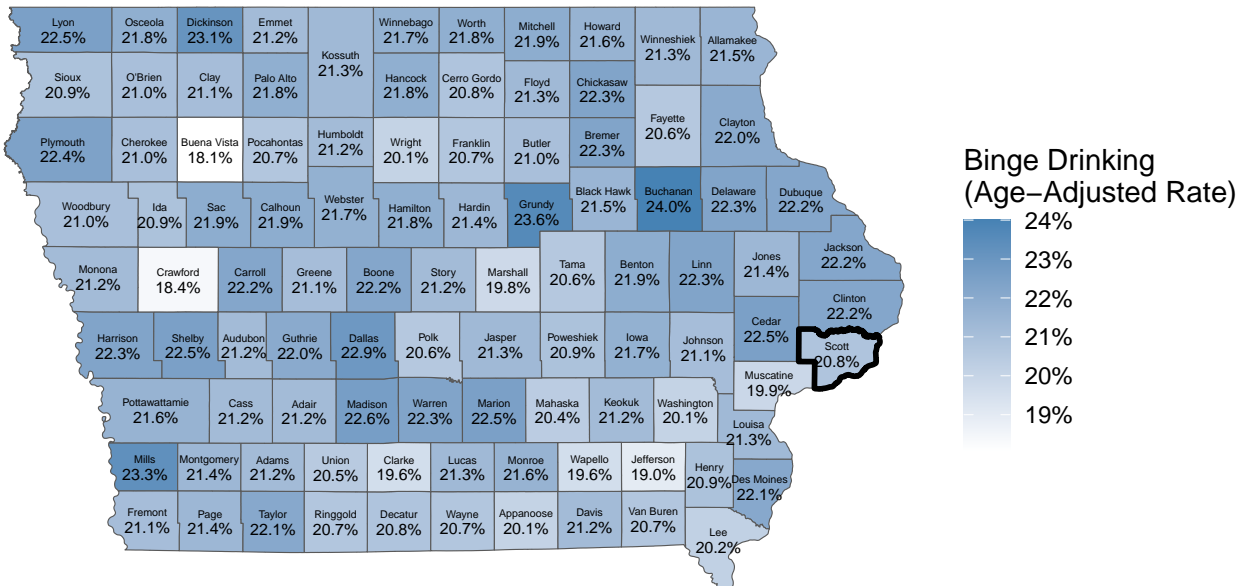 Lyon
22.5%
Osceola
21.8%
Dickinson
23.1%
Emmet
21.2%
Kossuth
21.3%
Winnebago
21.7%
Worth
21.8%
Mitchell
21.9%
Howard
21.6%
Winneshiek
21.3%
Allamakee
21.5%
Sioux
20.9%
O'Brien
21.0%
Clay
21.1%
Palo Alto
21.8%
Hancock
21.8%
Cerro Gordo
20.8%
Floyd
21.3%
Chickasaw
22.3%
Fayette
20.6%
Clayton
22.0%
Plymouth
22.4%
Cherokee
21.0%
Buena Vista
18.1%
Pocahontas
20.7%
Humboldt
21.2%
Wright
20.1%
Franklin
20.7%
Butler
21.0%
Bremer
22.3%
Woodbury
21.0%
Ida
20.9%
Sac
21.9%
Calhoun
21.9%
Webster
21.7%
Hamilton
21.8%
Hardin
21.4%
Grundy
23.6%
Black Hawk
21.5%
Buchanan
24.0%
Delaware
22.3%
Dubuque
22.2%
Monona
21.2%
Crawford
18.4%
Carroll
22.2%
Greene
21.1%
Boone
22.2%
Story
21.2%
Marshall
19.8%
Tama
20.6%
Benton
21.9%
Linn
22.3%
Jones
21.4%
Jackson
22.2%
Clinton
22.2%
Harrison
22.3%
Shelby
22.5%
Audubon
21.2%
Guthrie
22.0%
Dallas
22.9%
Polk
20.6%
Jasper
21.3%
Poweshiek
20.9%
Iowa
21.7%
Johnson
21.1%
Cedar
22.5%
Scott
20.8%
Muscatine
19.9%
Pottawattamie
21.6%
Cass
21.2%
Adair
21.2%
Madison
22.6%
Warren
22.3%
Marion
22.5%
Mahaska
20.4%
Keokuk
21.2%
Washington
20.1%
Louisa
21.3%
Mills
23.3%
Montgomery
21.4%
Adams
21.2%
Union
20.5%
Clarke
19.6%
Lucas
21.3%
Monroe
21.6%
Wapello
19.6%
Jefferson
19.0%
Henry
20.9%
Des Moines
22.1%
Fremont
21.1%
Page
21.4%
Taylor
22.1%
Ringgold
20.7%
Decatur
20.8%
Wayne
20.7%
Appanoose
20.1%
Davis
21.2%
Van Buren
20.7%
Lee
20.2%
Binge Drinking
(Age−Adjusted Rate)
24%
23%
22%
21%
20%
19%